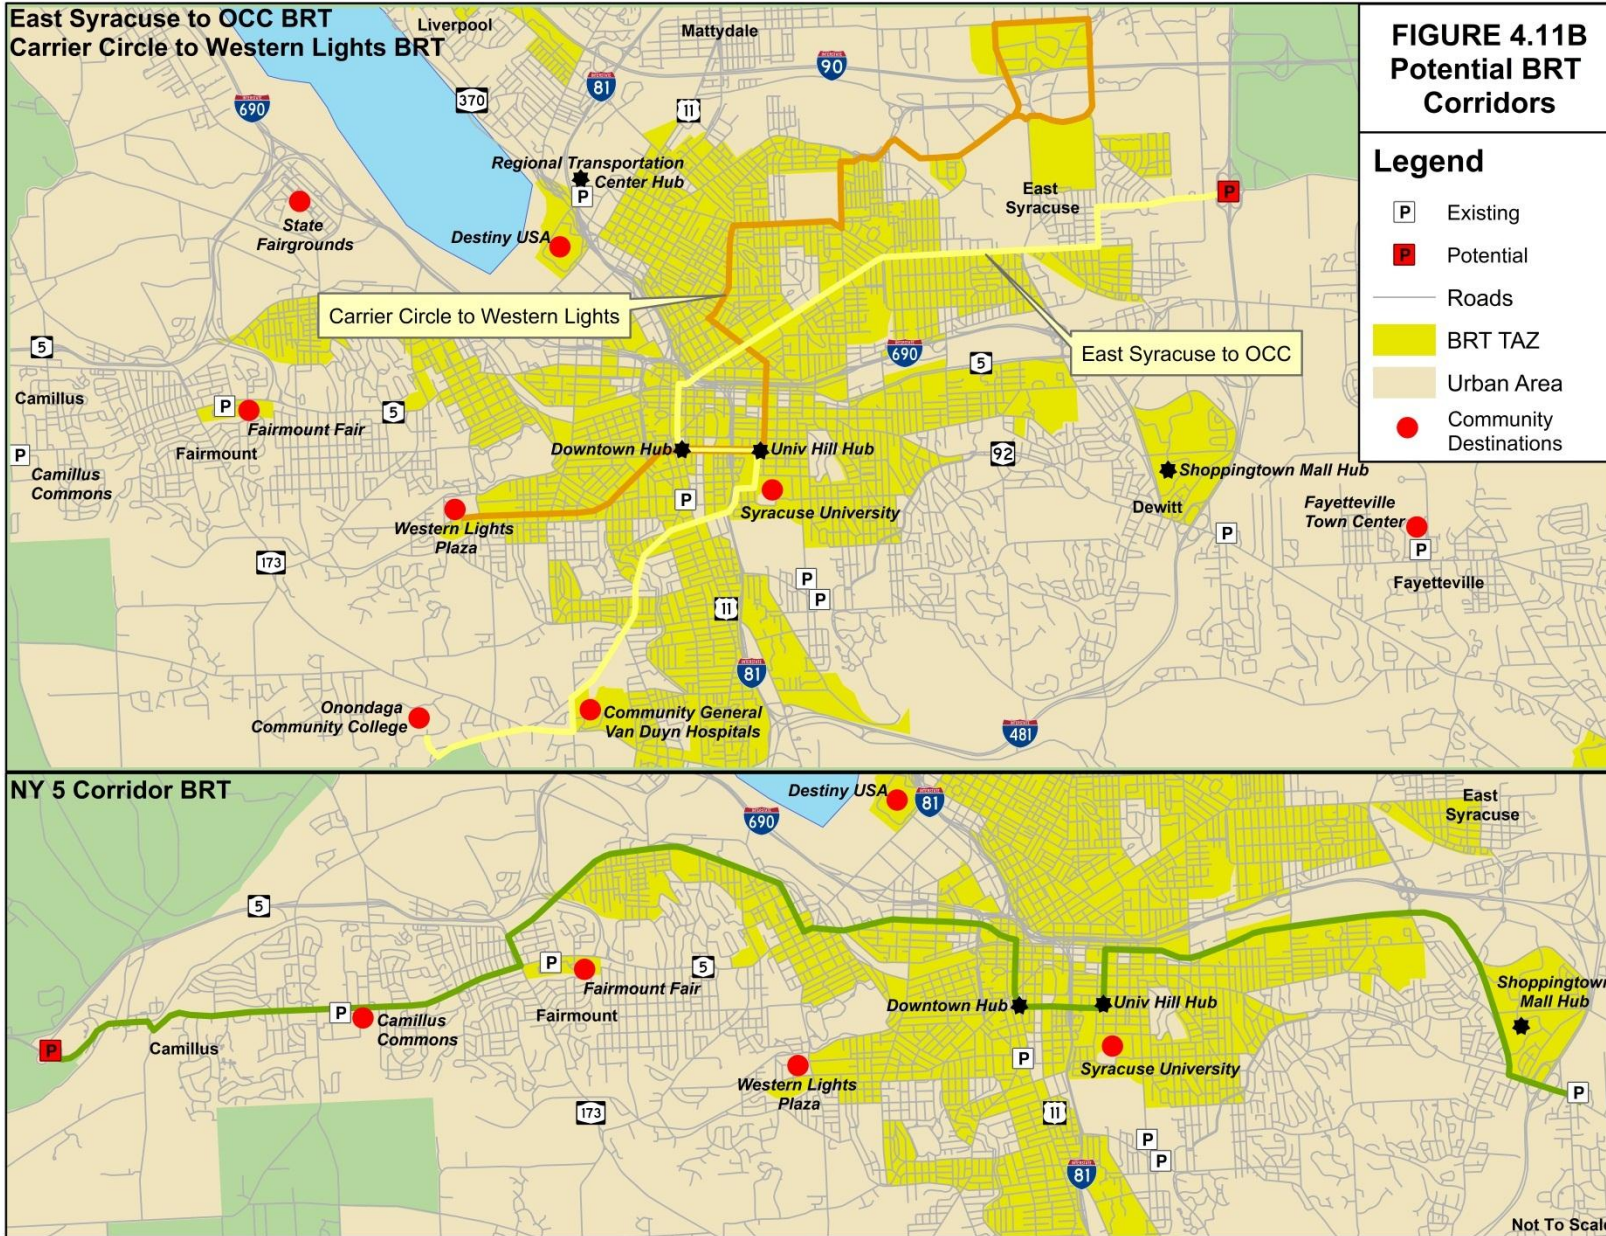 East Syracuse to OCC BRT
Carrier Circle to Western Lights BRT
Liverpool
Mattydale
690
370
81
11
90
Regional Transportation
Center Hub
P
State
Fairgrounds
Destiny USA
East
Syracuse
P
Carrier Circle to Western Lights
East Syracuse to OCC
690
5
5
Camillus
P
5
Fairmount Fair
Fairmount
P
Camillus
Commons
Downtown Hub
Univ Hill Hub
92
Shoppingtown Mall Hub
P
Syracuse University
Dewitt
Western Lights
Plaza
Fayetteville
Town Center
P
P
Fayetteville
173
P
P
11
81
Onondaga
Community College
Community General
Van Duyn Hospitals
481
FIGURE 4.11B
Potential BRT
Corridors
Legend
P Existing
P Potential
Roads
BRT TAZ
Urban Area
Community
Destinations
NY 5 Corridor BRT
Destiny USA
81
690
East
Syracuse
5
P
Fairmount Fair
Fairmount
5
Shoppingtown
Mall Hub
Downtown Hub
Univ Hill Hub
P
Camillus
Commons
P
Camillus
P
Syracuse University
Western Lights
Plaza
P
173
11
P
P
81
Not To Scale